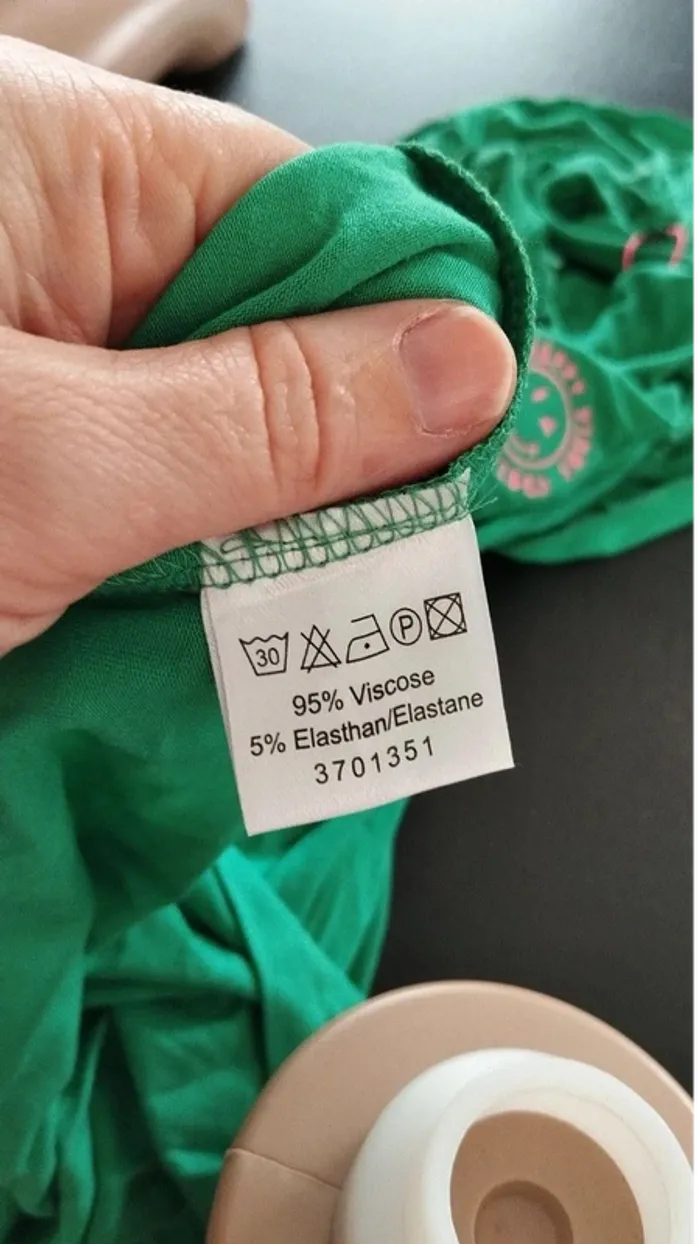 30 P
95% Viscose
5% Elasthan/Elastane
3701351